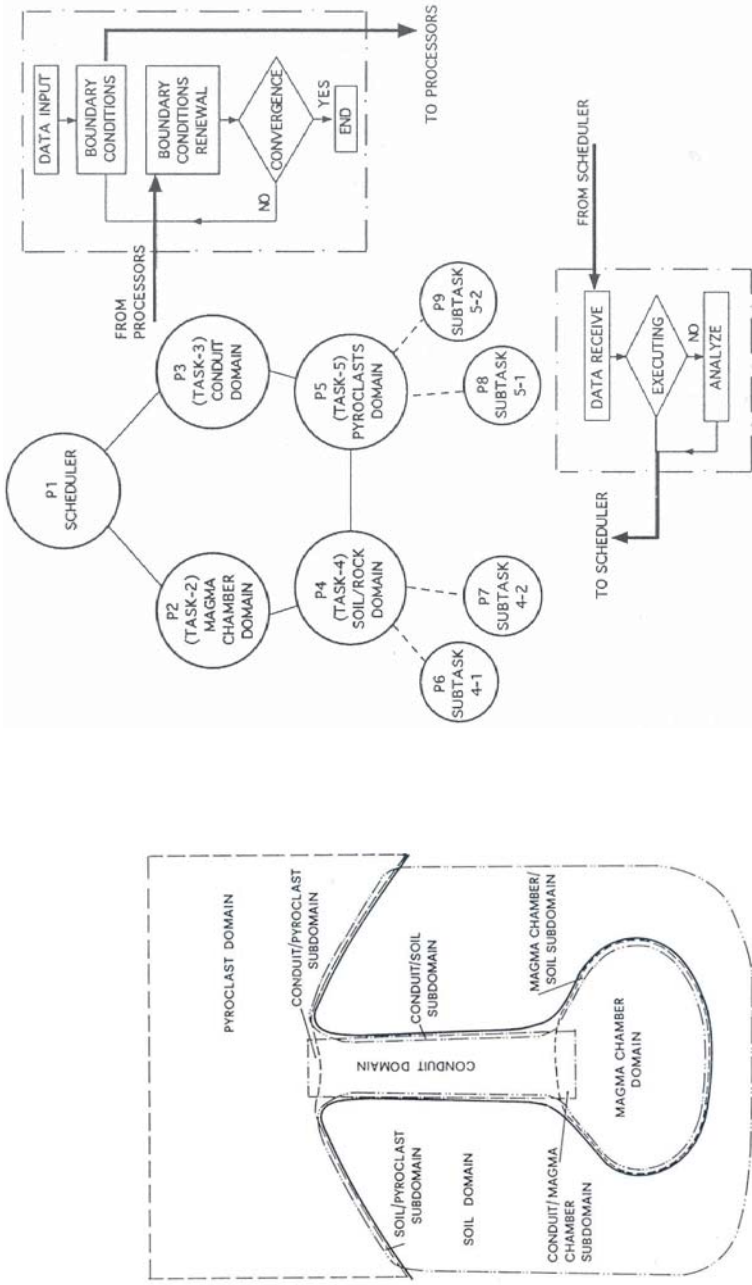 PYROCLAST DOMAIN
CONDUIT/PYROCLAST
SUBDOMAIN
SOIL/PYROCLAST
SUBDOMAIN
CONDUIT DOMAIN
CONDUIT/SOIL
SUBDOMAIN
SOIL DOMAIN
MAGMA CHAMBER/
SOIL SUBDOMAIN
CONDUIT/MAGMA
CHAMBER
SUBDOMAIN
MAGMA CHAMBER
DOMAIN
P1
SCHEDULER
P2
(TASK-2)
MAGMA
CHAMBER
DOMAIN
P3
(TASK-3)
CONDUIT
DOMAIN
P4
(TASK-4)
SOIL/ROCK
DOMAIN
P5
(TASK-5)
PYROCLASTS
DOMAIN
P6
SUBTASK
4-1
P7
SUBTASK
4-2
P8
SUBTASK
5-1
P9
SUBTASK
5-2
DATA INPUT
BOUNDARY
CONDITIONS
FROM
PROCESSORS
BOUNDARY
CONDITIONS
RENEWAL
CONVERGENCE
NO
YES
END
TO PROCESSORS
FROM SCHEDULER
DATA RECEIVE
EXECUTING
NO
ANALYZE
TO SCHEDULER